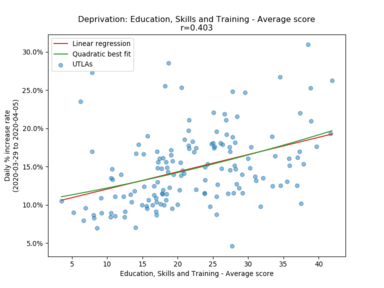 Deprivation: Education, Skills and Training - Average score
r=0.403
Linear regression
Quadratic best fit
UTLAs
Daily % increase rate
(2020-03-29 to 2020-04-05)
30.0%
25.0%
20.0%
15.0%
10.0%
5.0%
5 10 15 20 25 30 35 40
Education, Skills and Training - Average score